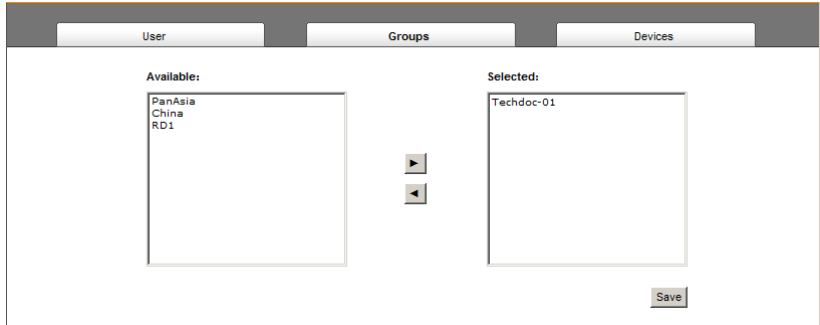 User
Groups
Devices
Available:
Selected:
PanAsia
China
RD1
Techdoc-01
Save